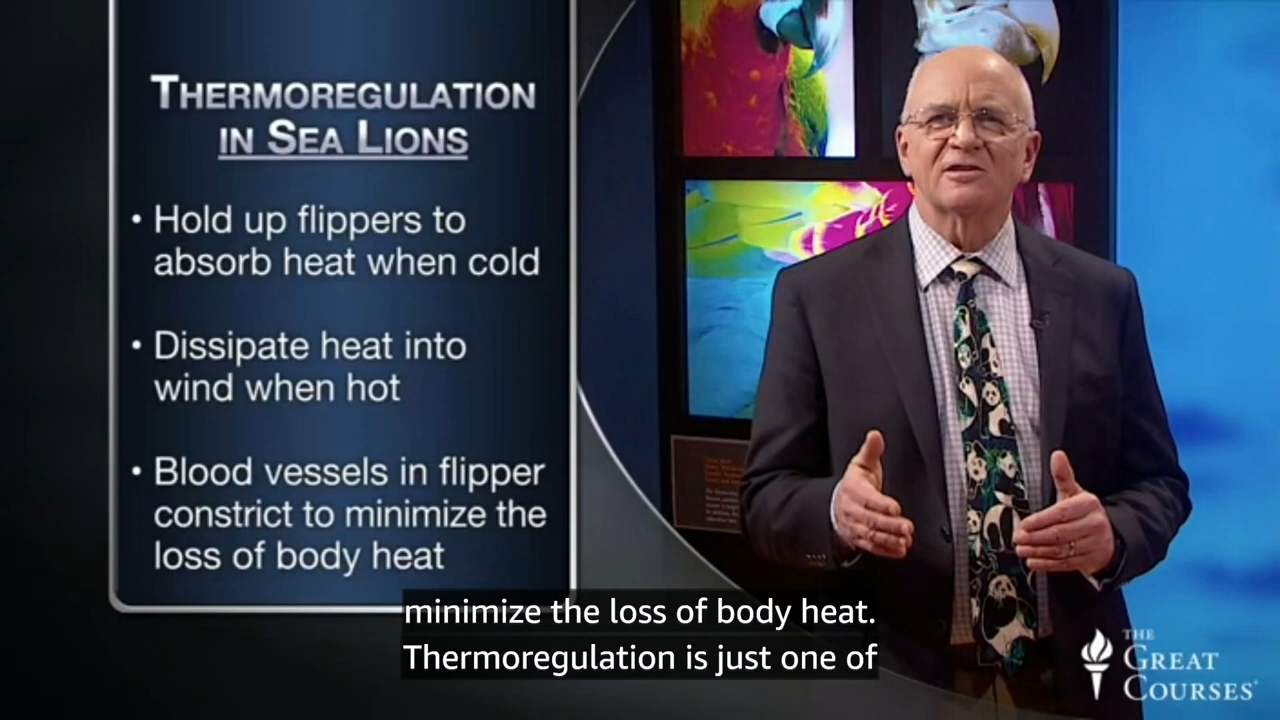 THERMOREGULATION
IN SEA LIONS
• Hold up flippers to
absorb heat when cold
• Dissipate heat into
wind when hot
• Blood vessels in flipper
constrict to minimize the
loss of body heat
minimize the loss of body heat.
Thermoregulation is just one of
THE
GREAT
COURSES